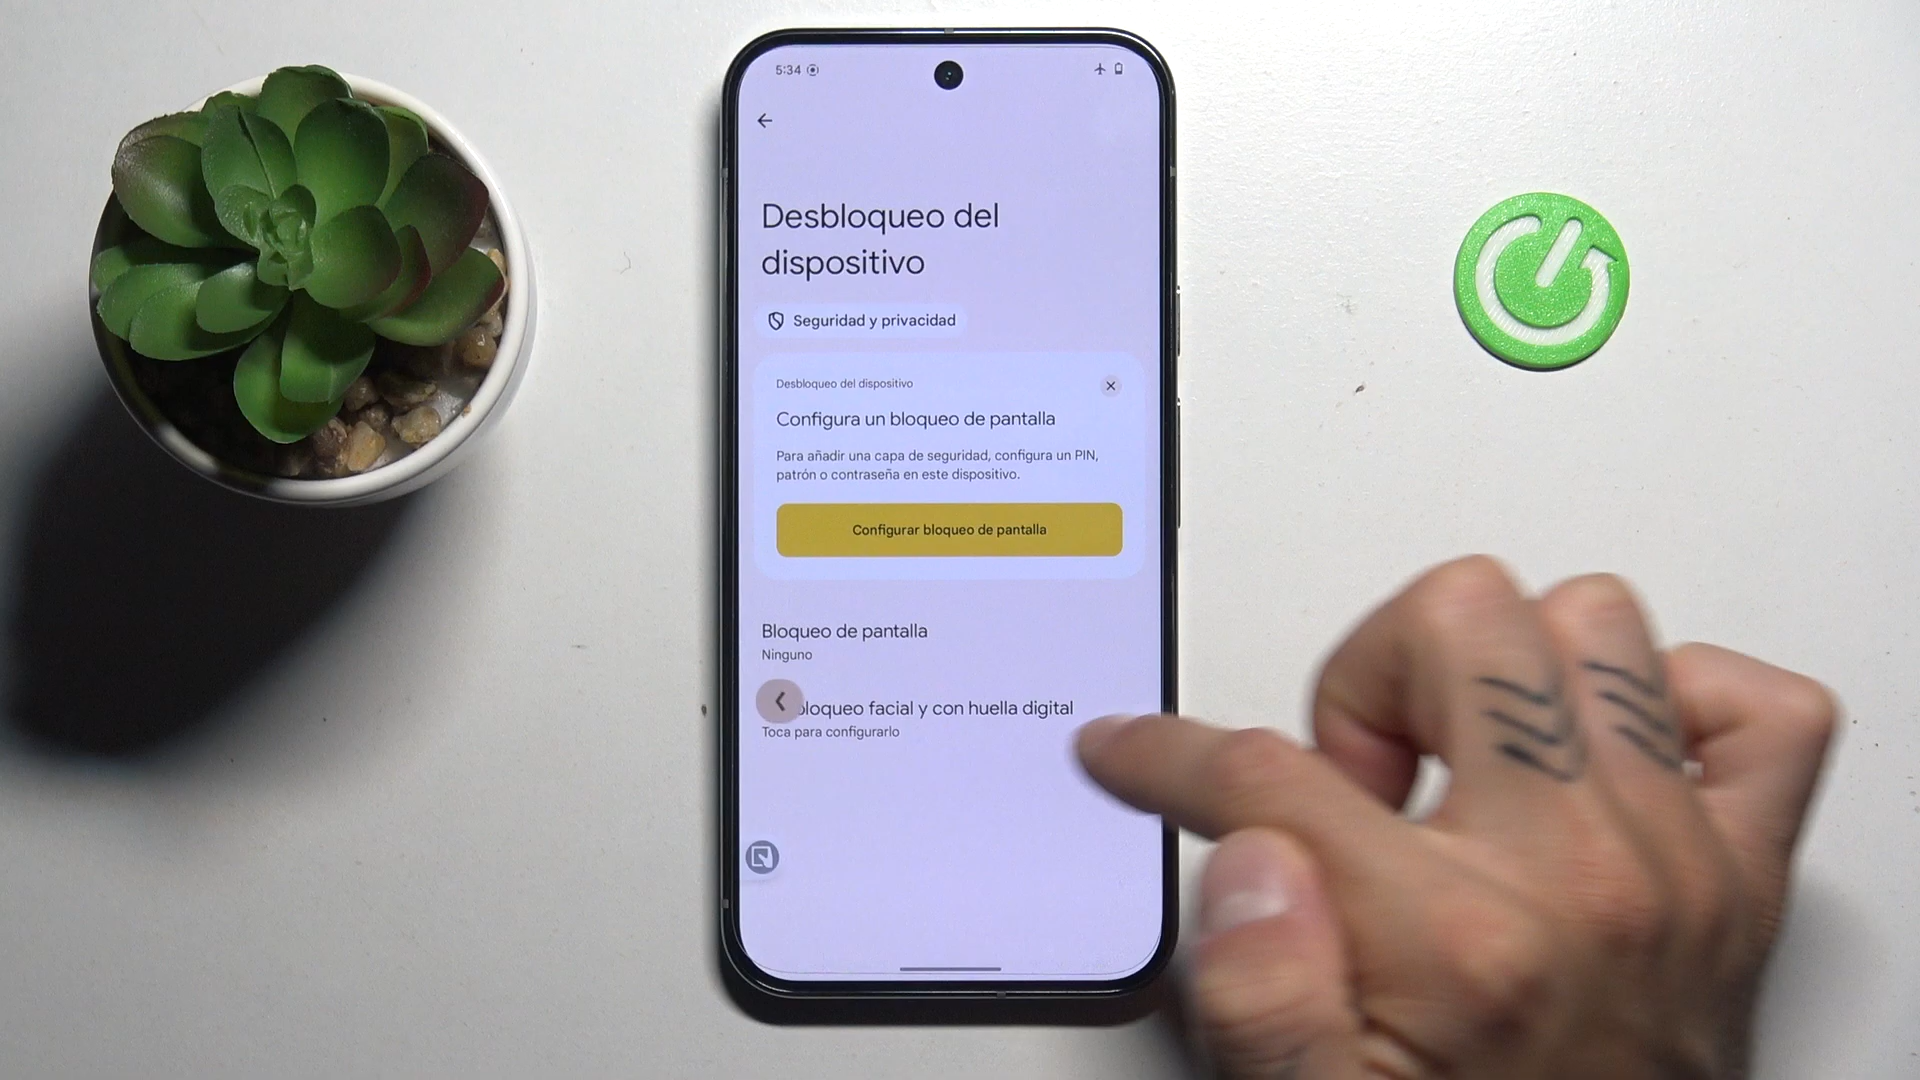 5:34
Desbloqueo del
dispositivo
Seguridad y privacidad
Desbloqueo del dispositivo
Configura un bloqueo de pantalla
Para añadir una capa de seguridad, configura un PIN,
patrón o contraseña en este dispositivo.
Configurar bloqueo de pantalla
Bloqueo de pantalla
Ninguno
bloqueo facial y con huella digital
Toca para configurarlo